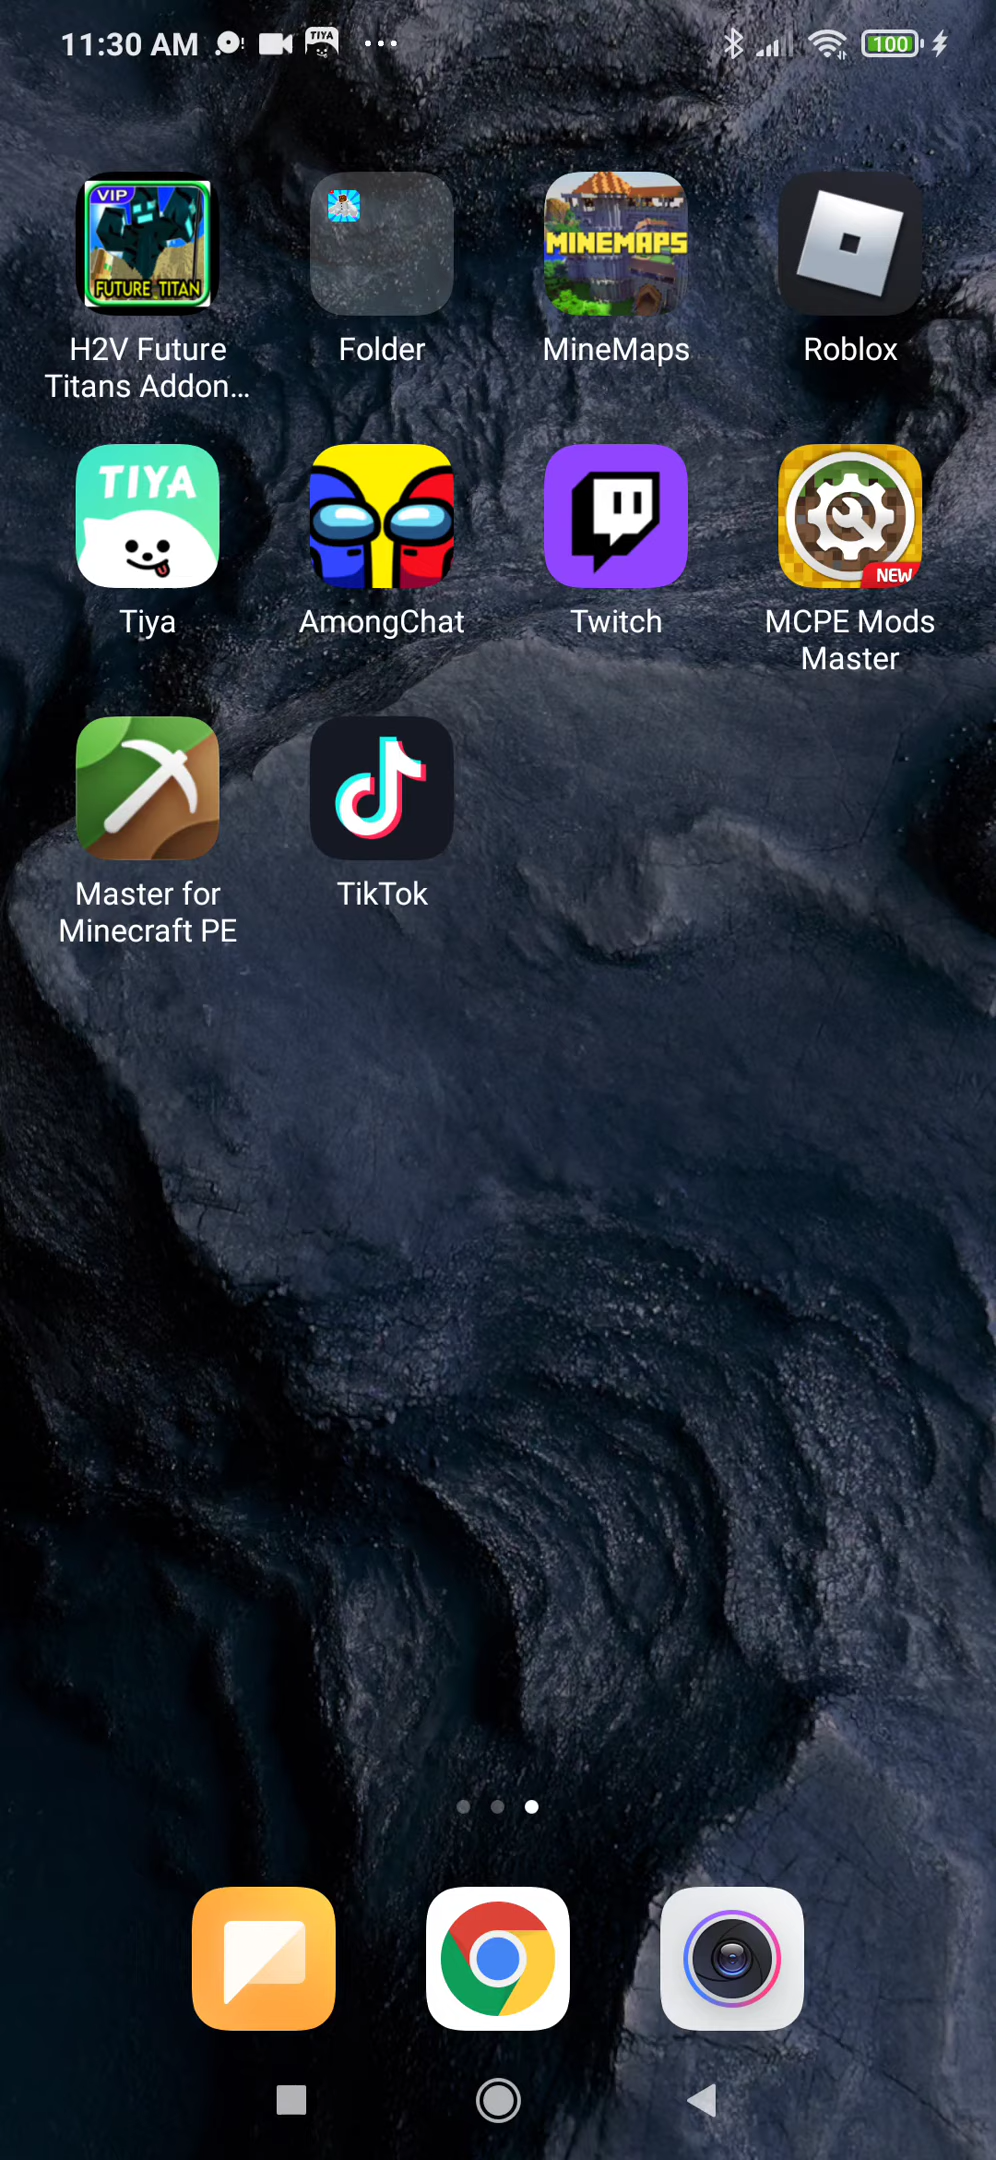 11:30 AM
TIYA
100
VIP
FUTURE TITAN
MINEMAPS
H2V Future
Titans Addon...
Folder
MineMaps
Roblox
TIYA
NEW
Tiya
AmongChat
Twitch
MCPE Mods
Master
Master for
Minecraft PE
TikTok